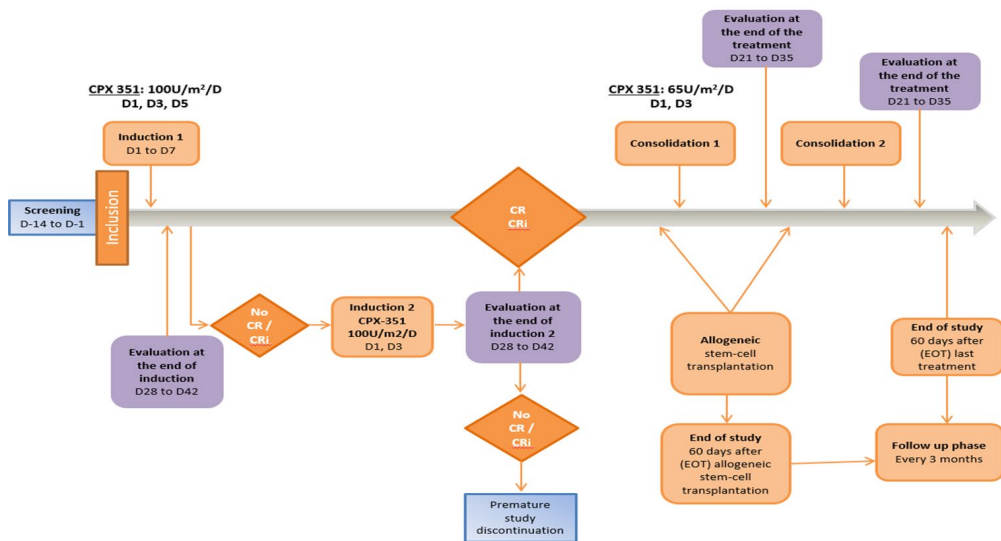 Evaluation at
the end of the
treatment
D21 to D35
Evaluation at
the end of the
treatment
D21 to D35
CPX 351: 100U/m²/D
D1, D3, D5
CPX 351: 65U/m²/D
D1, D3
Induction 1
D1 to D7
Consolidation 1
Consolidation 2
Screening
D-14 to D-1
Inclusion
CR
CRi
No
CR /
CRi
Induction 2
CPX-351
100U/m2/D
D1, D3
Evaluation at
the end of
induction 2
D28 to D42
Evaluation at
the end of
induction
D28 to D42
Allogeneic
stem-cell
transplantation
End of study
60 days after
(EOT) last
treatment
No
CR /
CRi
End of study
60 days after
(EOT) allogeneic
stem-cell
transplantation
Follow up phase
Every 3 months
Premature
study
discontinuation